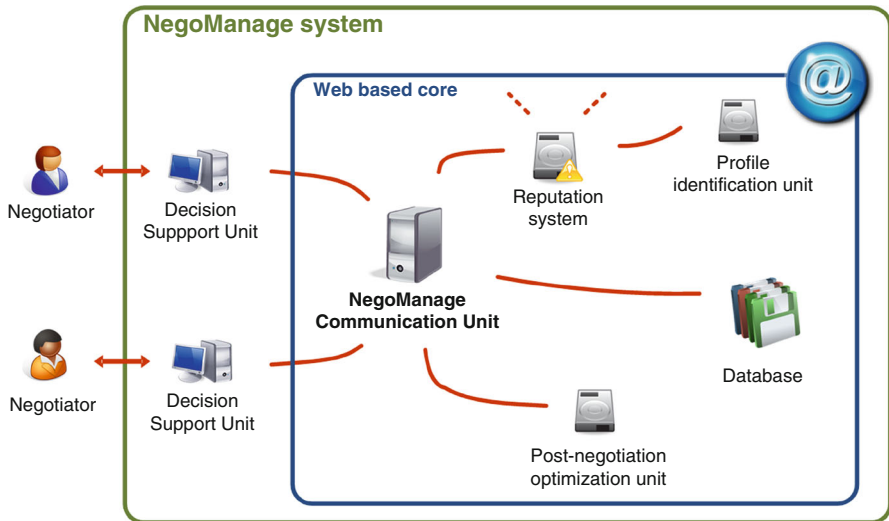 NegoManage system
Web based core
@
Negotiator
Decision
Suppport Unit
Reputation
system
Profile
identification unit
NegoManage
Communication Unit
Negotiator
Decision
Support Unit
Database
Post-negotiation
optimization unit